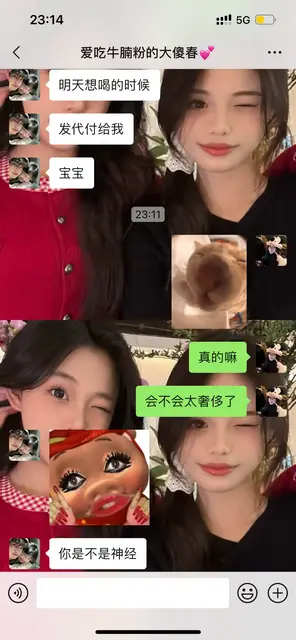 23:14
5G
爱吃牛腩粉的大傻春💕
明天想喝的时候
发代付给我
宝宝
23:11
真的嘛
会不会太奢侈了
你是不是神经